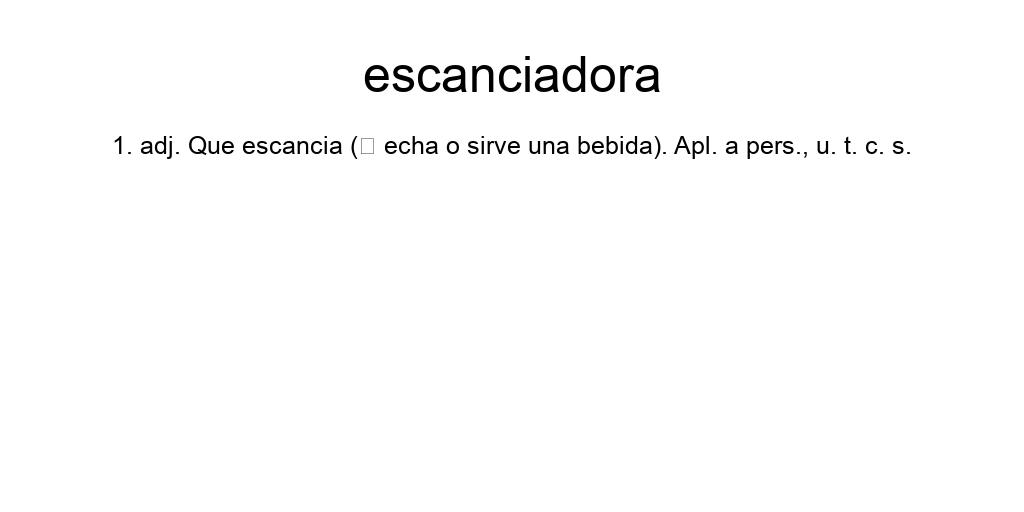 escanciadora
1. adj. Que escancia (□ echa o sirve una bebida). Apl. a pers., u. t. c. s.